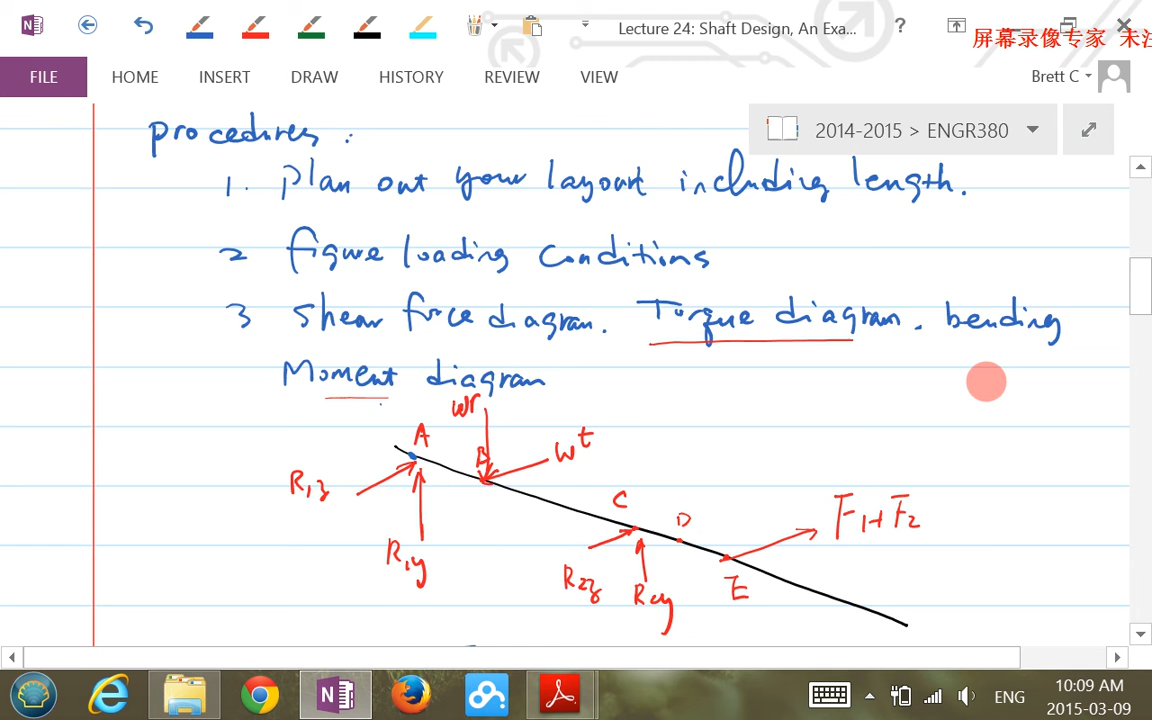 Lecture 24: Shaft Design, An Exa...
?
屏幕录像专家 未注
FILE HOME INSERT DRAW HISTORY REVIEW VIEW
Brett C
2014-2015 > ENGR380
procedures :
1. Plan out your layout including length.
2 figure loading conditions
3 Shear force diagram. Torque diagram. bending
Moment diagram
Wr
A
B
Wt
R1z
C
D
F1+F2
R1y
R2z
R2y
E
ENG
10:09 AM
2015-03-09